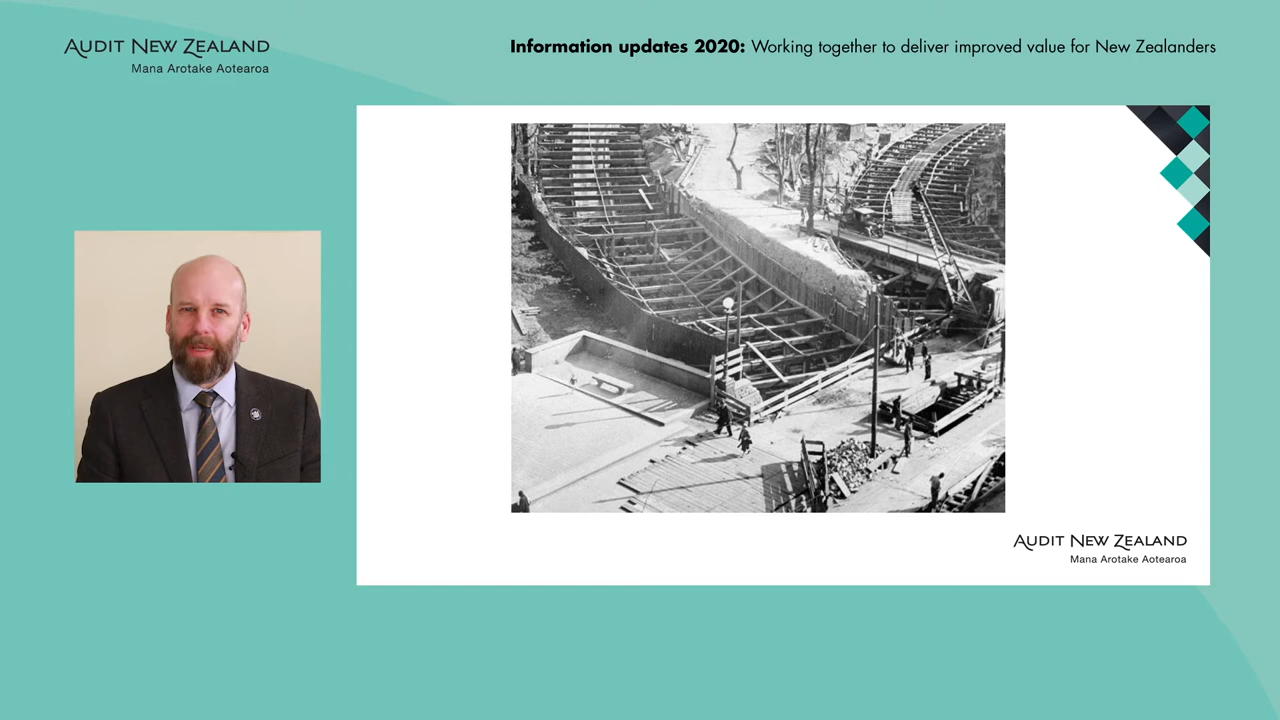 AUDIT NEW ZEALAND
Mana Arotake Aotearoa
Information updates 2020: Working together to deliver improved value for New Zealanders
AUDIT NEW ZEALAND
Mana Arotake Aotearoa